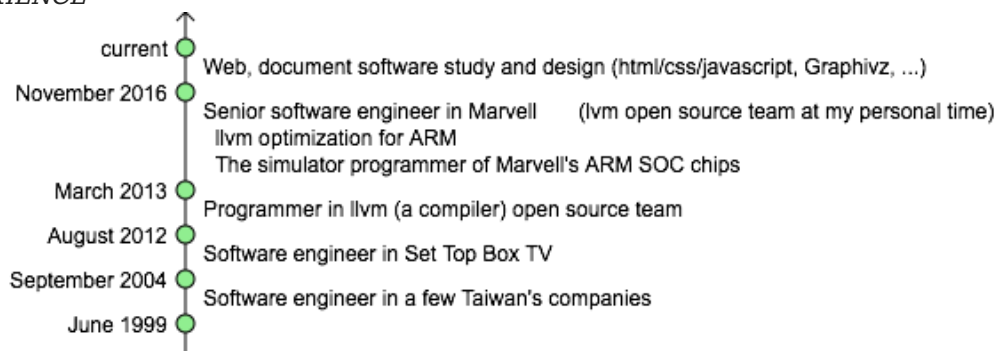 current
Web, document software study and design (html/css/javascript, Graphivz, ...)
November 2016
Senior software engineer in Marvell (lvm open source team at my personal time)
llvm optimization for ARM
The simulator programmer of Marvell's ARM SOC chips
March 2013
Programmer in llvm (a compiler) open source team
August 2012
Software engineer in Set Top Box TV
September 2004
Software engineer in a few Taiwan's companies
June 1999